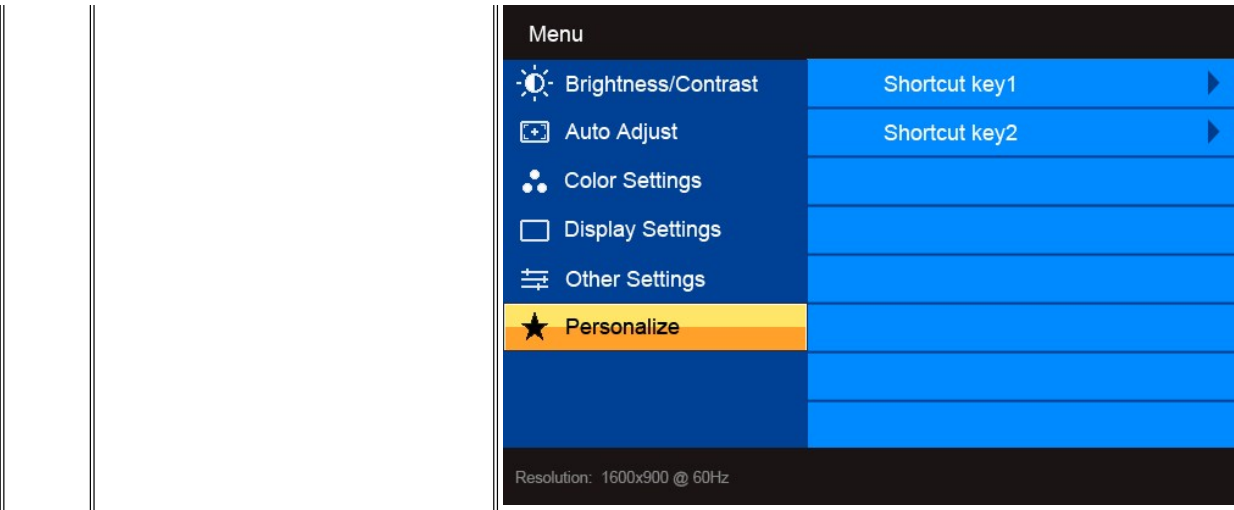 Menu
Brightness/Contrast
Shortcut key1
Auto Adjust
Shortcut key2
Color Settings
Display Settings
Other Settings
Personalize
Resolution: 1600x900 @ 60Hz